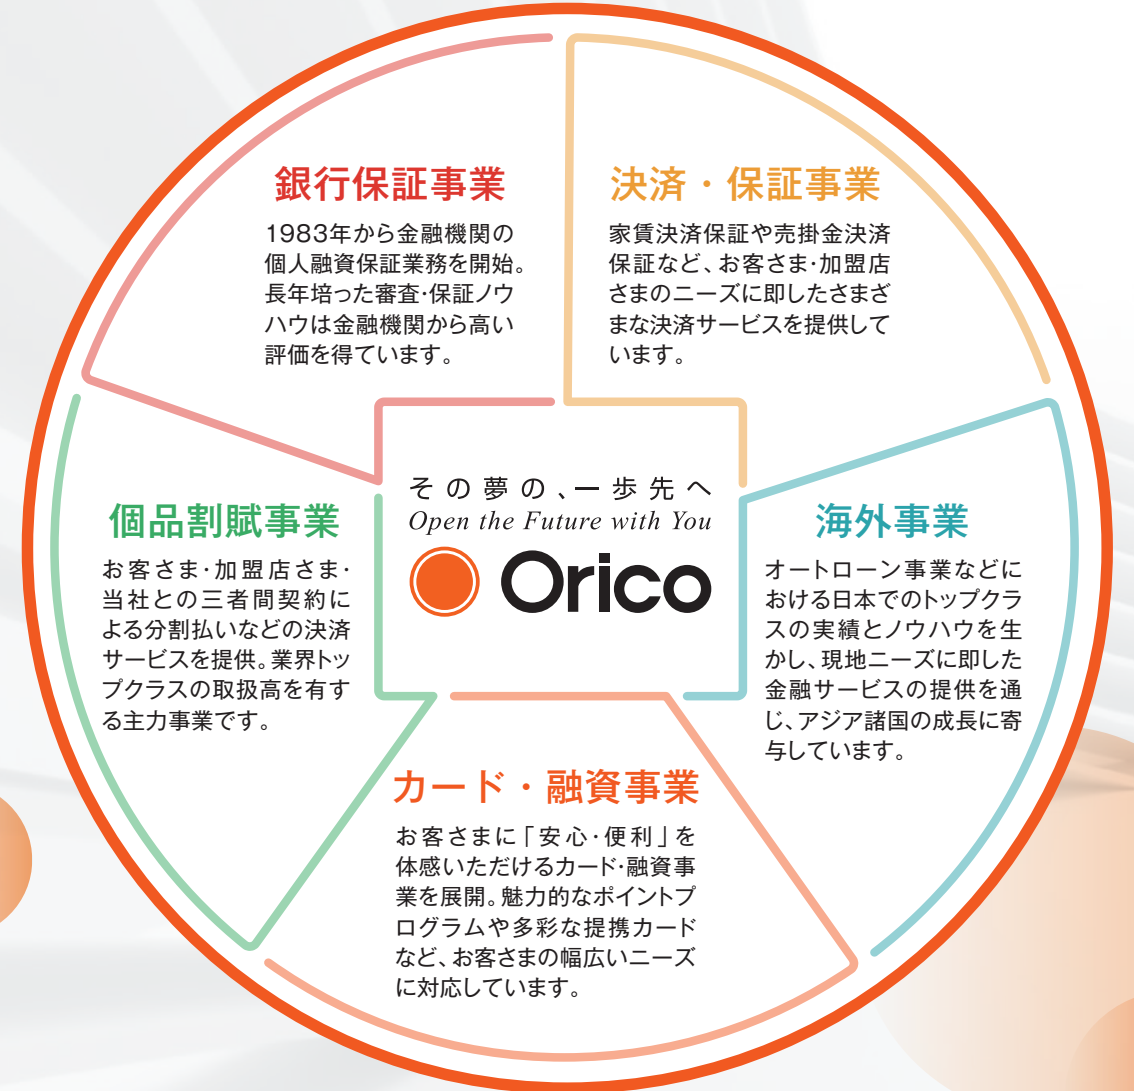 銀行保証事業
1983年から金融機関の
個人融資保証業務を開始。
長年培った審査・保証ノウ
ハウは金融機関から高い
評価を得ています。
決済・保証事業
家賃決済保証や売掛金決済
保証など、お客さま・加盟店
さまのニーズに即したさまざ
まな決済サービスを提供して
います。
個品割賦事業
お客さま・加盟店さま・
当社との三者間契約に
よる分割払いなどの決済
サービスを提供。業界トッ
プクラスの取扱高を有す
る主力事業です。
その夢の、一歩先へ
Open the Future with You
Orico
海外事業
オートローン事業などに
おける日本でのトップクラ
スの実績とノウハウを生
かし、現地ニーズに即した
金融サービスの提供を通
じ、アジア諸国の成長に寄
与しています。
カード・融資事業
お客さまに「安心・便利」を
体感いただけるカード・融資事
業を展開。魅力的なポイントプ
ログラムや多彩な提携カード
など、お客さまの幅広いニーズ
に対応しています。